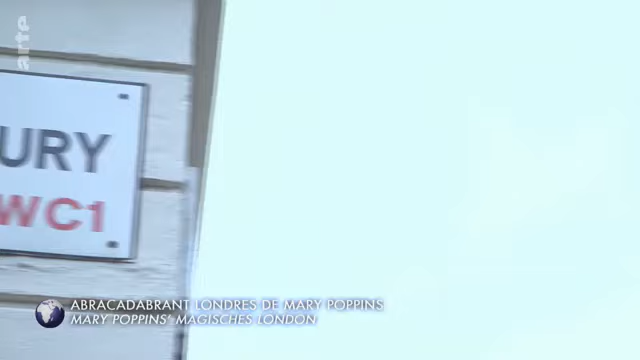 arte
URY
WC1
ABRACADABRANT LONDRES DE MARY POPPINS
MARY POPPINS' MAGISCHES LONDON